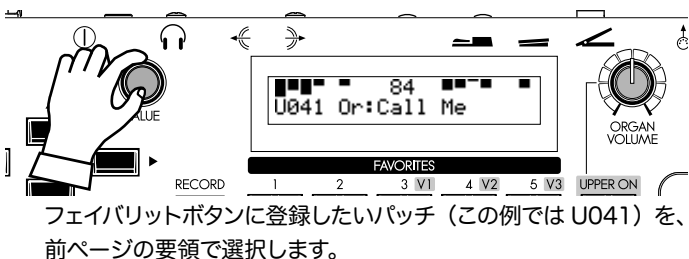 84
U041 Or:Call Me
ALUE
ORGAN
VOLUME
FAVORITES
RECORD 1 2 3 V1 4 V2 5 V3 UPPER ON
フェイバリットボタンに登録したいパッチ（この例では U041）を、
前ページの要領で選択します。